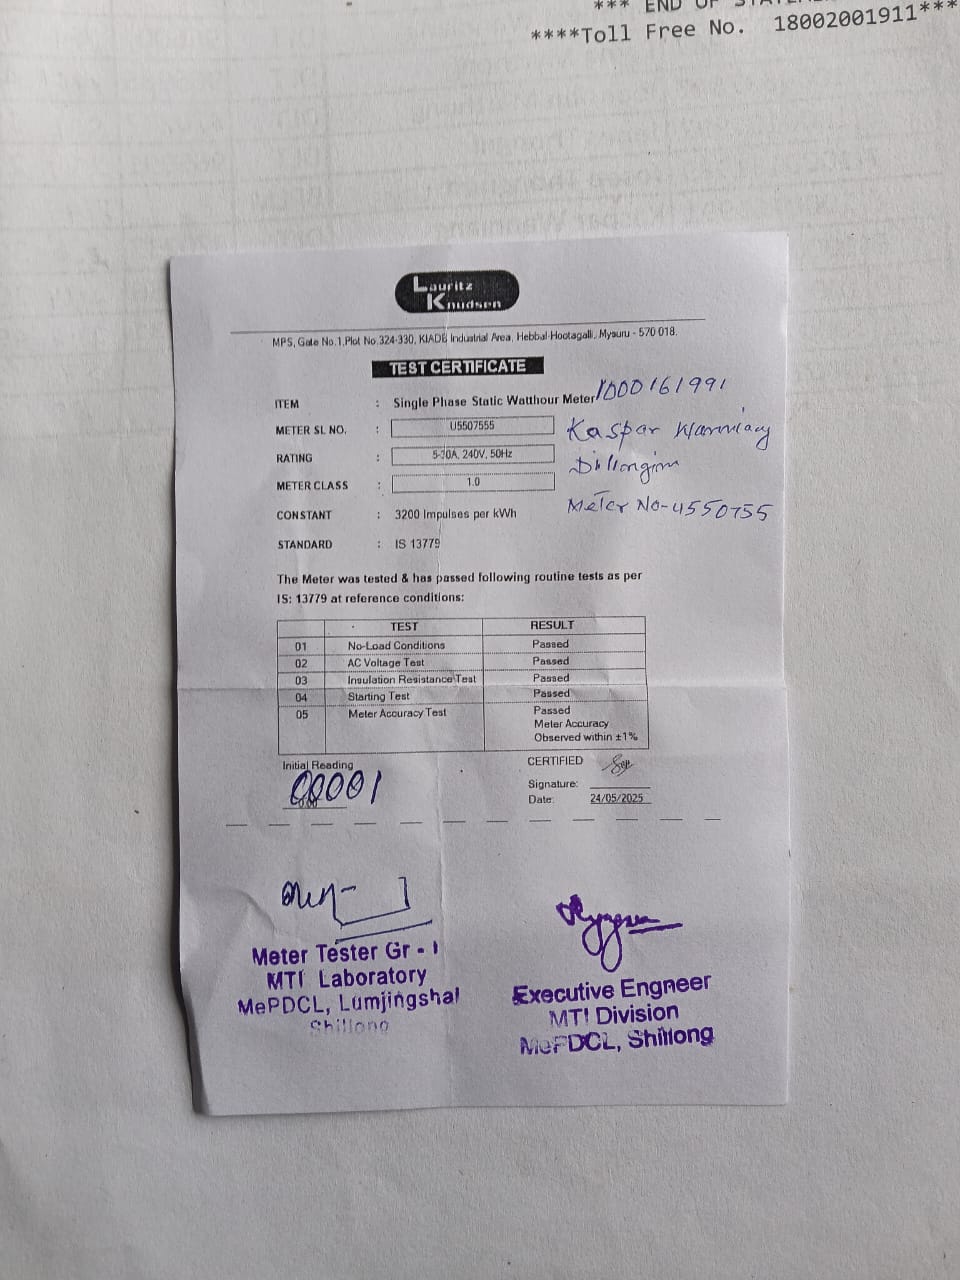 *** END OF
****Toll Free No. 18002001911***
Lauritz
Knudsen
MPS, Gate No.1,Plot No.324-330, KIADB Industrial Area, Hebbal-Hootagalli, Mysuru - 570 018.
TEST CERTIFICATE
ITEM : Single Phase Static Watthour Meter 1000161991
METER SL NO. : U5507555
Kaspar
RATING : 5-30A, 240V, 50Hz
METER CLASS : 1.0
Meter No-4550755
CONSTANT : 3200 Impulses per kWh
STANDARD : IS 13779
The Meter was tested & has passed following routine tests as per
IS: 13779 at reference conditions:
TEST RESULT
01 No-Load Conditions Passed
02 AC Voltage Test Passed
03 Insulation Resistance Test Passed
04 Starting Test Passed
05 Meter Accuracy Test Passed
Meter Accuracy
Observed within ±1%
Initial Reading
00001
0.00
CERTIFIED
Signature:
Date: 24/05/2025
Meter Tester Gr - I
MTI Laboratory
MePDCL, Lumjingshai
Shillong
Executive Engneer
MTI Division
MePDCL, Shillong